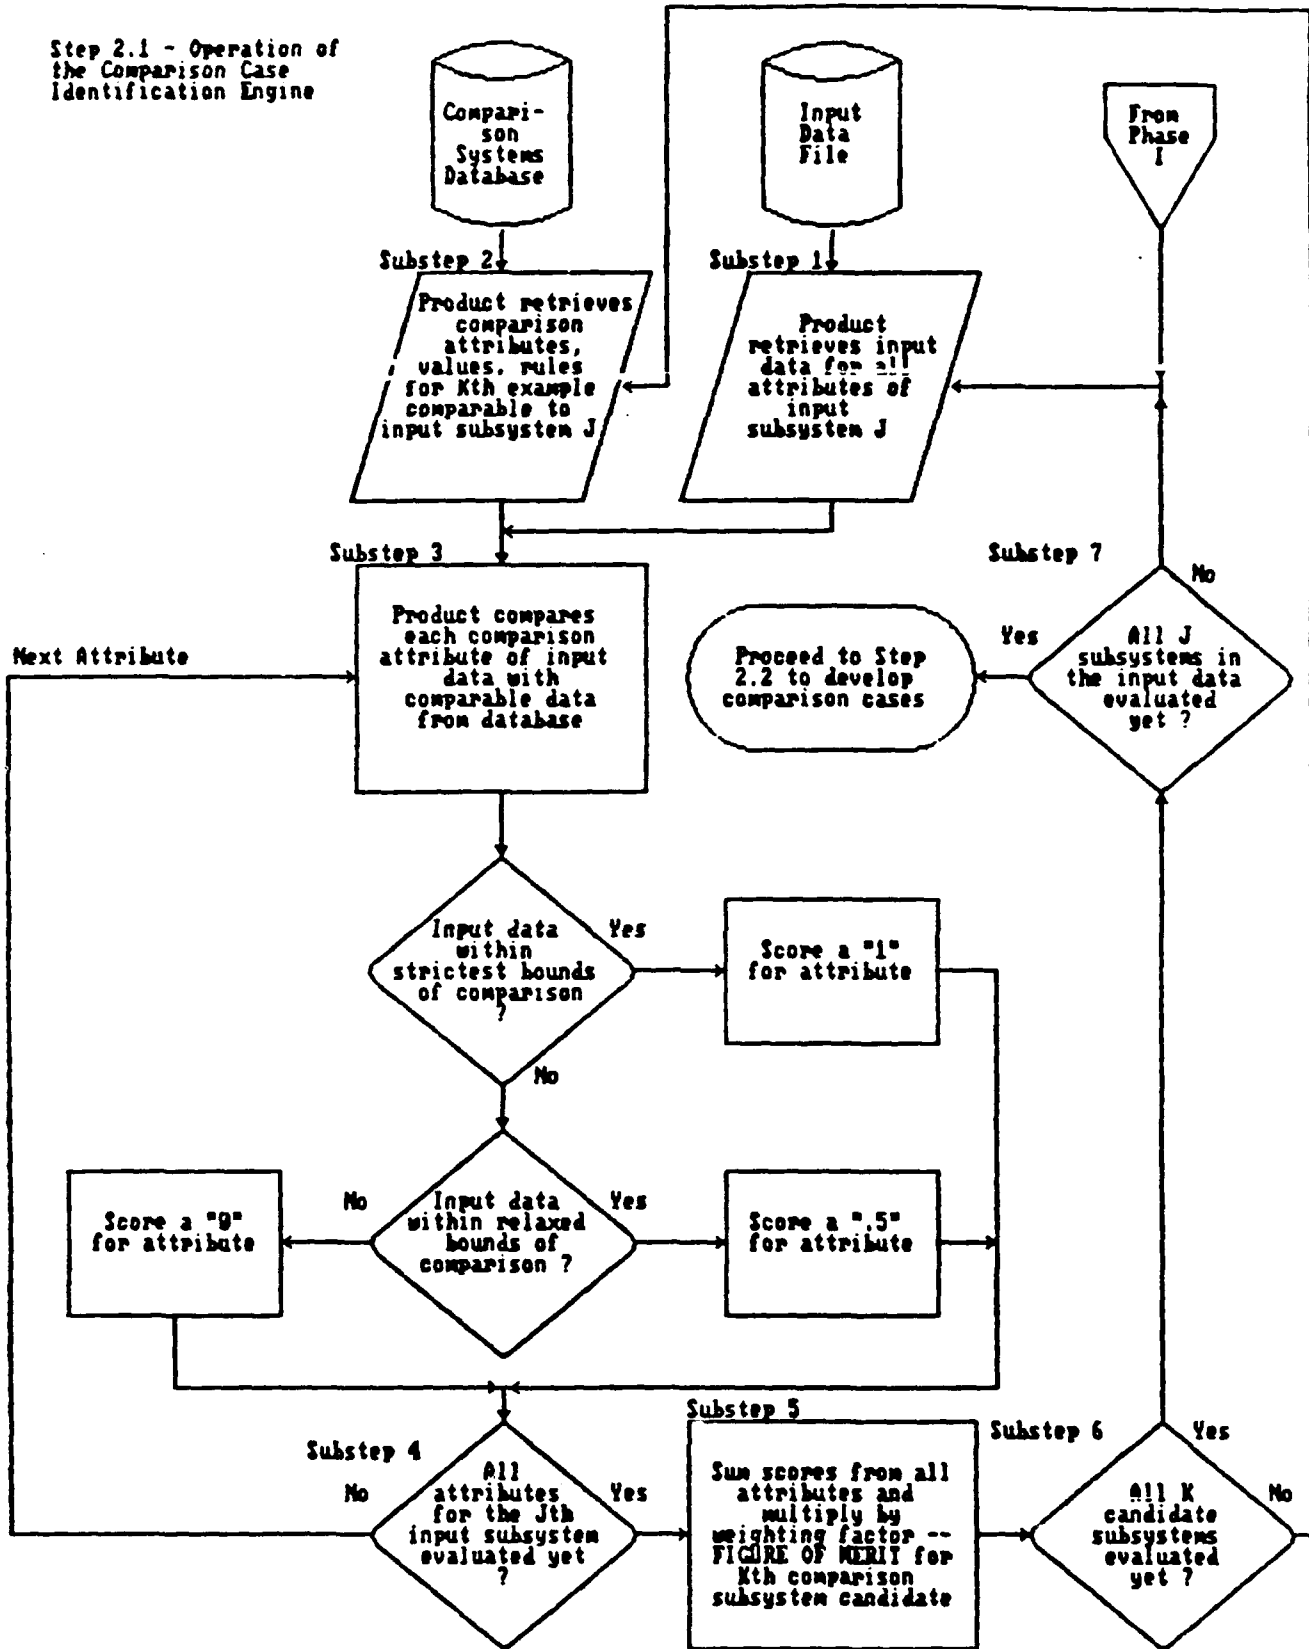 Step 2.1 - Operation of
the Comparison Case
Identification Engine
Compari-
son
Systems
Database
Input
Data
File
From
Phase
I
Substep 2
Product retrieves
comparison
attributes,
values, rules
for Kth example
comparable to
input subsystem J
Substep 1
Product
retrieves input
data for all
attributes of
input
subsystem J
Substep 3
Product compares
each comparison
attribute of input
data with
comparable data
from database
Next Attribute
Substep 7
No
Yes
All J
subsystems in
the input data
evaluated
yet ?
Proceed to Step
2.2 to develop
comparison cases
Input data
within
strictest bounds
of comparison
?
Yes
Score a "1"
for attribute
No
Input data
within relaxed
bounds of
comparison ?
No
Score a "0"
for attribute
Yes
Score a ".5"
for attribute
Substep 4
No
All
attributes
for the Jth
input subsystem
evaluated yet
?
Yes
Substep 5
Sum scores from all
attributes and
multiply by
weighting factor --
FIGURE OF MERIT for
Kth comparison
subsystem candidate
Substep 6
Yes
All K
candidate
subsystems
evaluated
yet ?
No